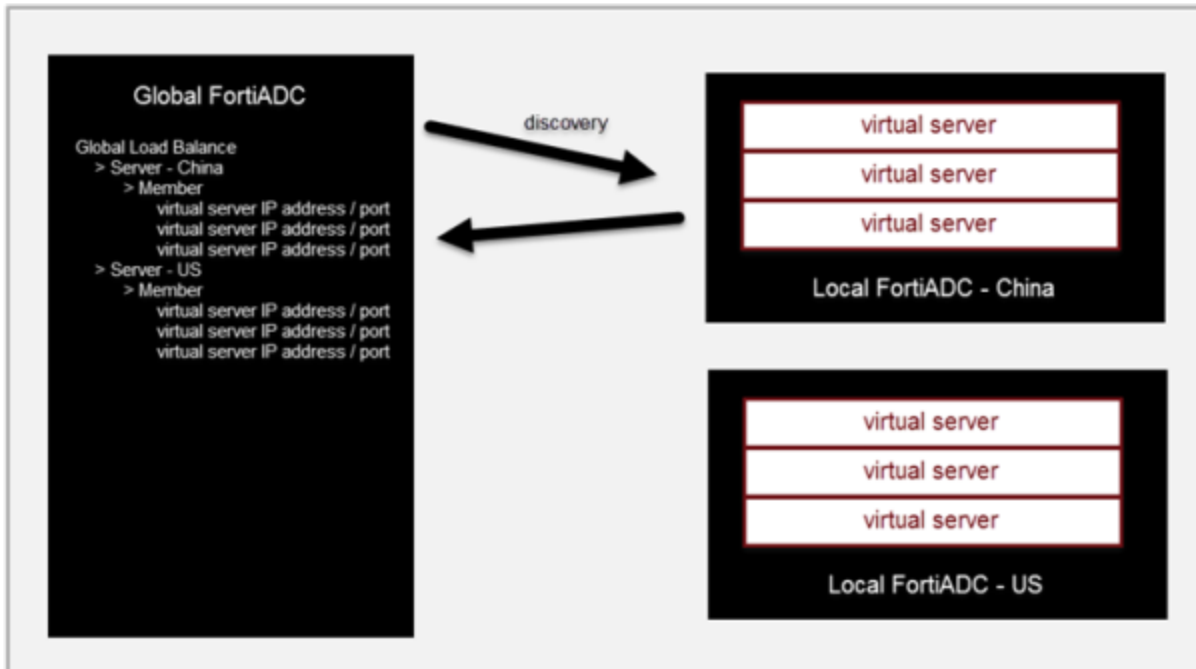 Global FortiADC
Global Load Balance
> Server - China
> Member
virtual server IP address / port
virtual server IP address / port
virtual server IP address / port
> Server - US
> Member
virtual server IP address / port
virtual server IP address / port
virtual server IP address / port
discovery
virtual server
virtual server
virtual server
Local FortiADC - China
virtual server
virtual server
virtual server
Local FortiADC - US